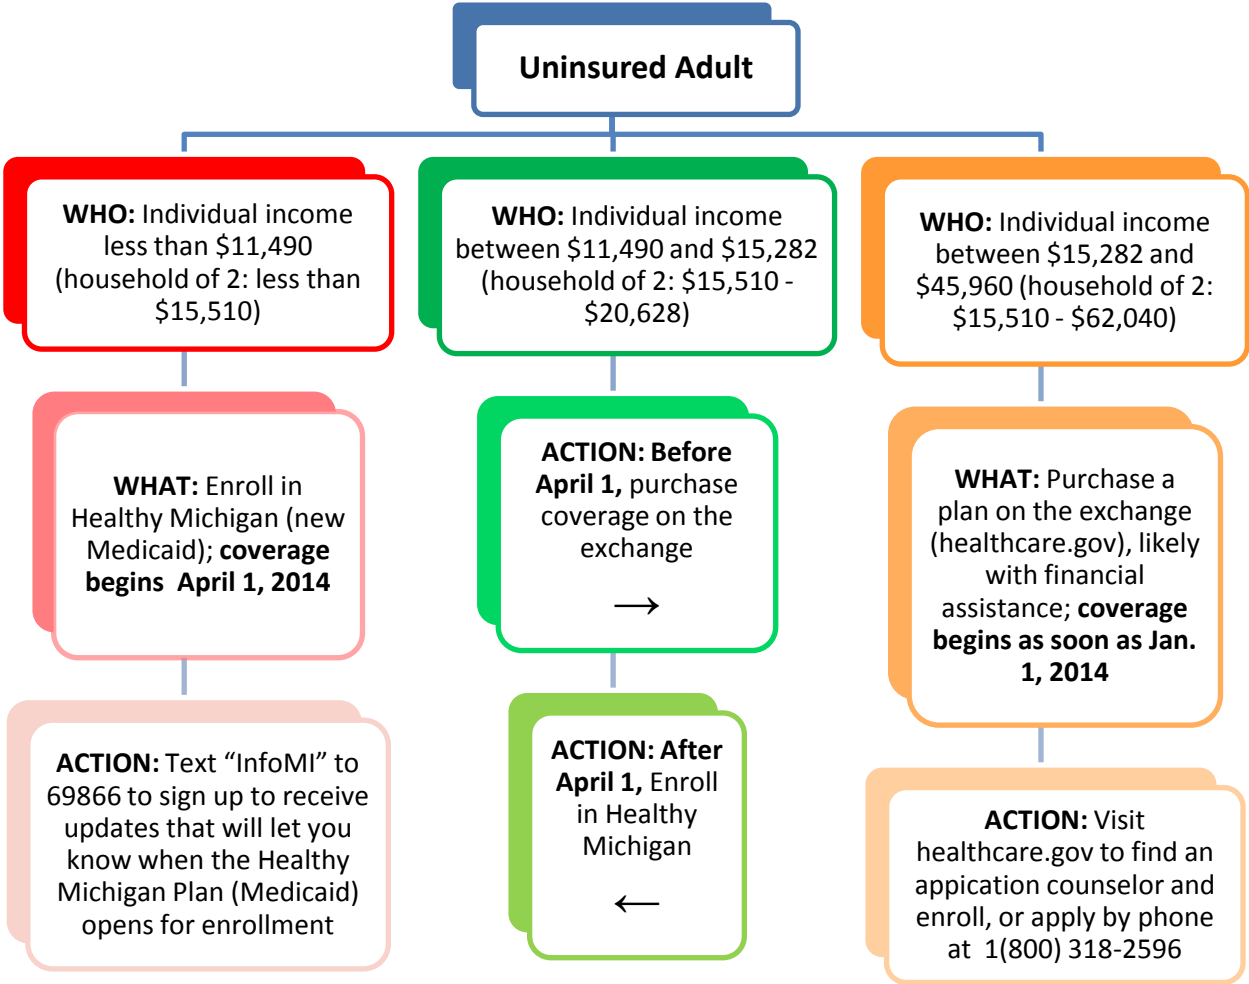 Uninsured Adult
WHO: Individual income
less than $11,490
(household of 2: less than
$15,510)
WHAT: Enroll in
Healthy Michigan (new
Medicaid); coverage
begins April 1, 2014
ACTION: Text “InfoMI” to
69866 to sign up to receive
updates that will let you
know when the Healthy
Michigan Plan (Medicaid)
opens for enrollment
WHO: Individual income
between $11,490 and $15,282
(household of 2: $15,510 -
$20,628)
ACTION: Before
April 1, purchase
coverage on the
exchange
→
ACTION: After
April 1, Enroll
in Healthy
Michigan
←
WHO: Individual income
between $15,282 and
$45,960 (household of 2:
$15,510 - $62,040)
WHAT: Purchase a
plan on the exchange
(healthcare.gov), likely
with financial
assistance; coverage
begins as soon as Jan.
1, 2014
ACTION: Visit
healthcare.gov to find an
appication counselor and
enroll, or apply by phone
at 1(800) 318-2596